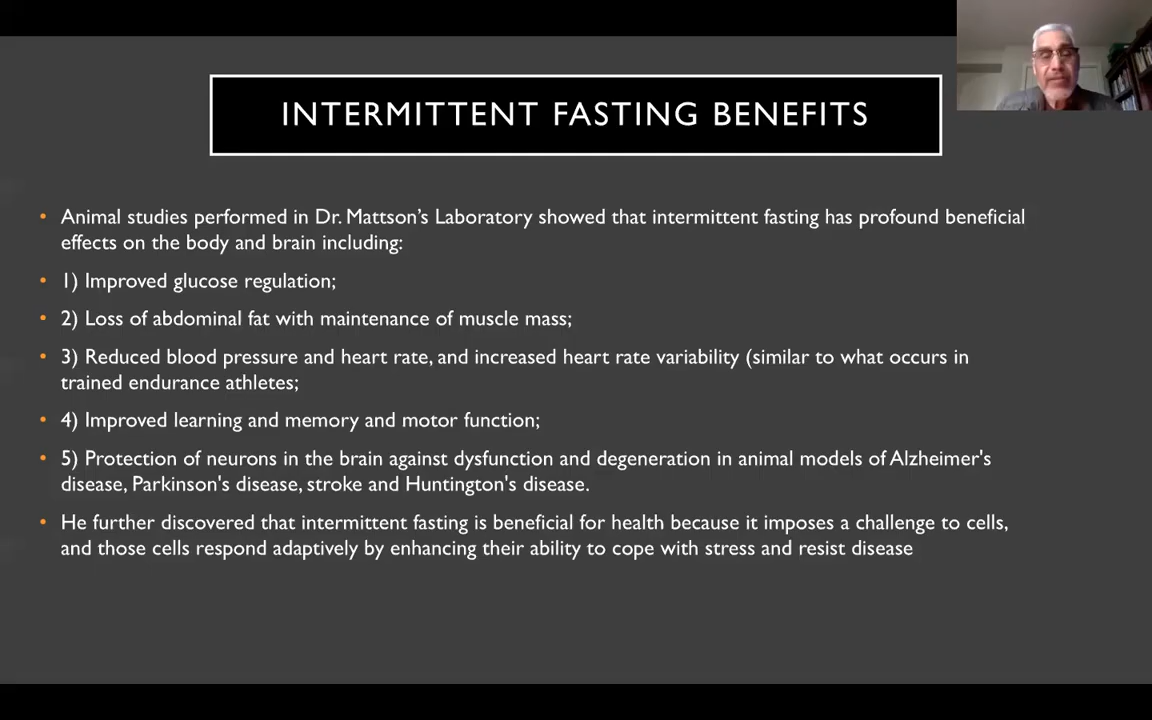 INTERMITTENT FASTING BENEFITS
• Animal studies performed in Dr. Mattson's Laboratory showed that intermittent fasting has profound beneficial
effects on the body and brain including:
• 1) Improved glucose regulation;
• 2) Loss of abdominal fat with maintenance of muscle mass;
• 3) Reduced blood pressure and heart rate, and increased heart rate variability (similar to what occurs in
trained endurance athletes;
• 4) Improved learning and memory and motor function;
• 5) Protection of neurons in the brain against dysfunction and degeneration in animal models of Alzheimer's
disease, Parkinson's disease, stroke and Huntington's disease.
• He further discovered that intermittent fasting is beneficial for health because it imposes a challenge to cells,
and those cells respond adaptively by enhancing their ability to cope with stress and resist disease